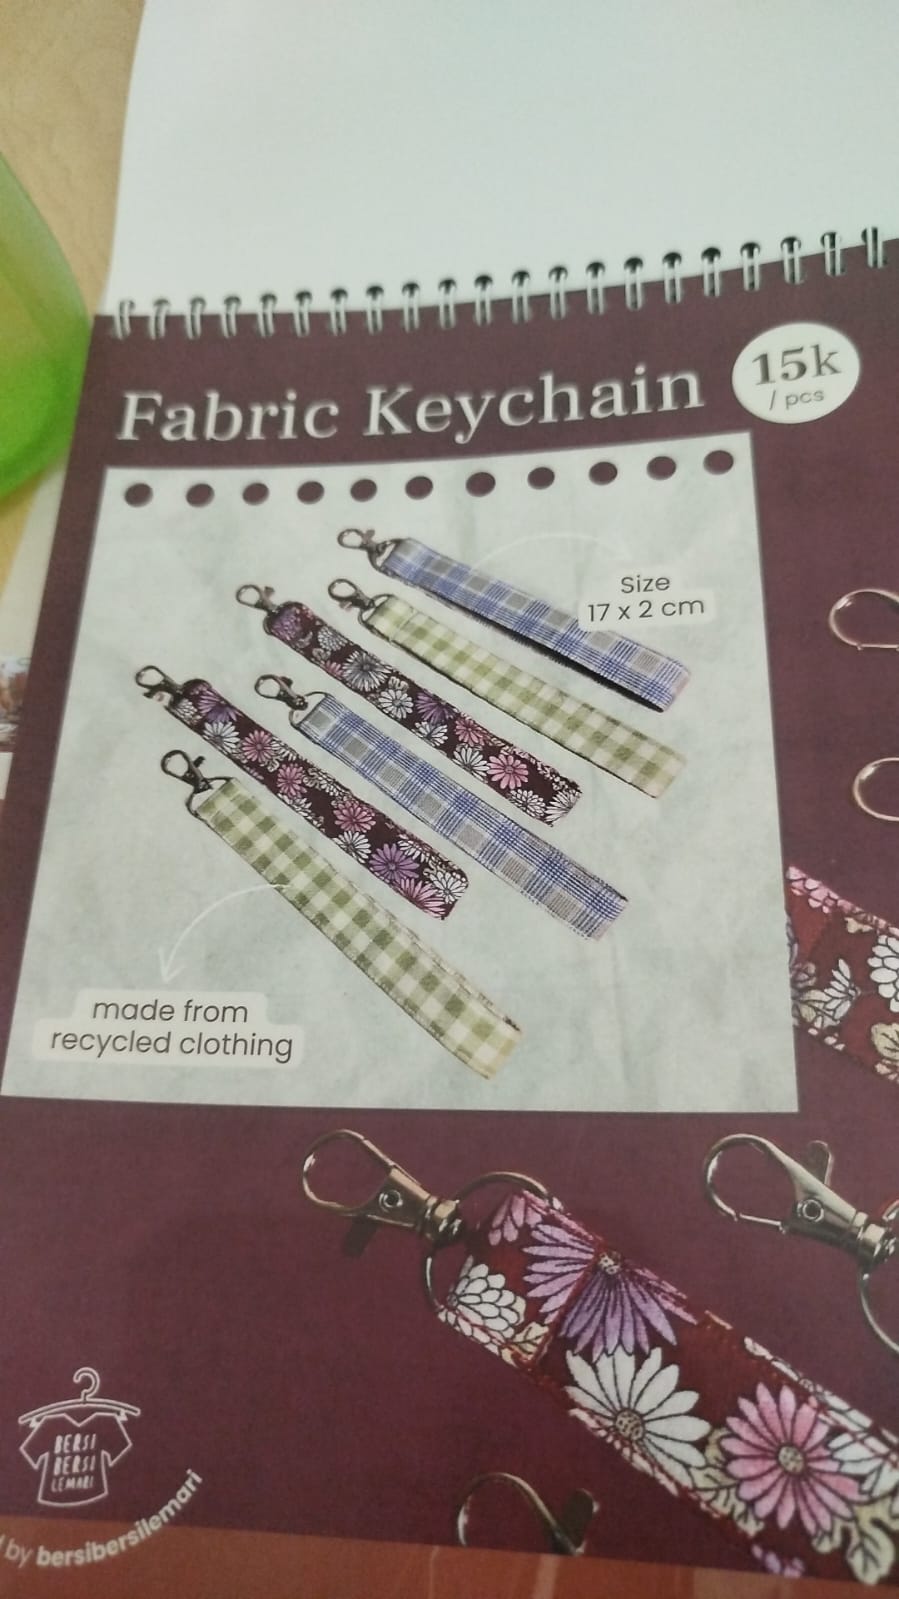 Fabric Keychain
15k
/ pcs
Size
17 x 2 cm
made from
recycled clothing
BERSI
BERSI
LEMARI
by bersibersilemari